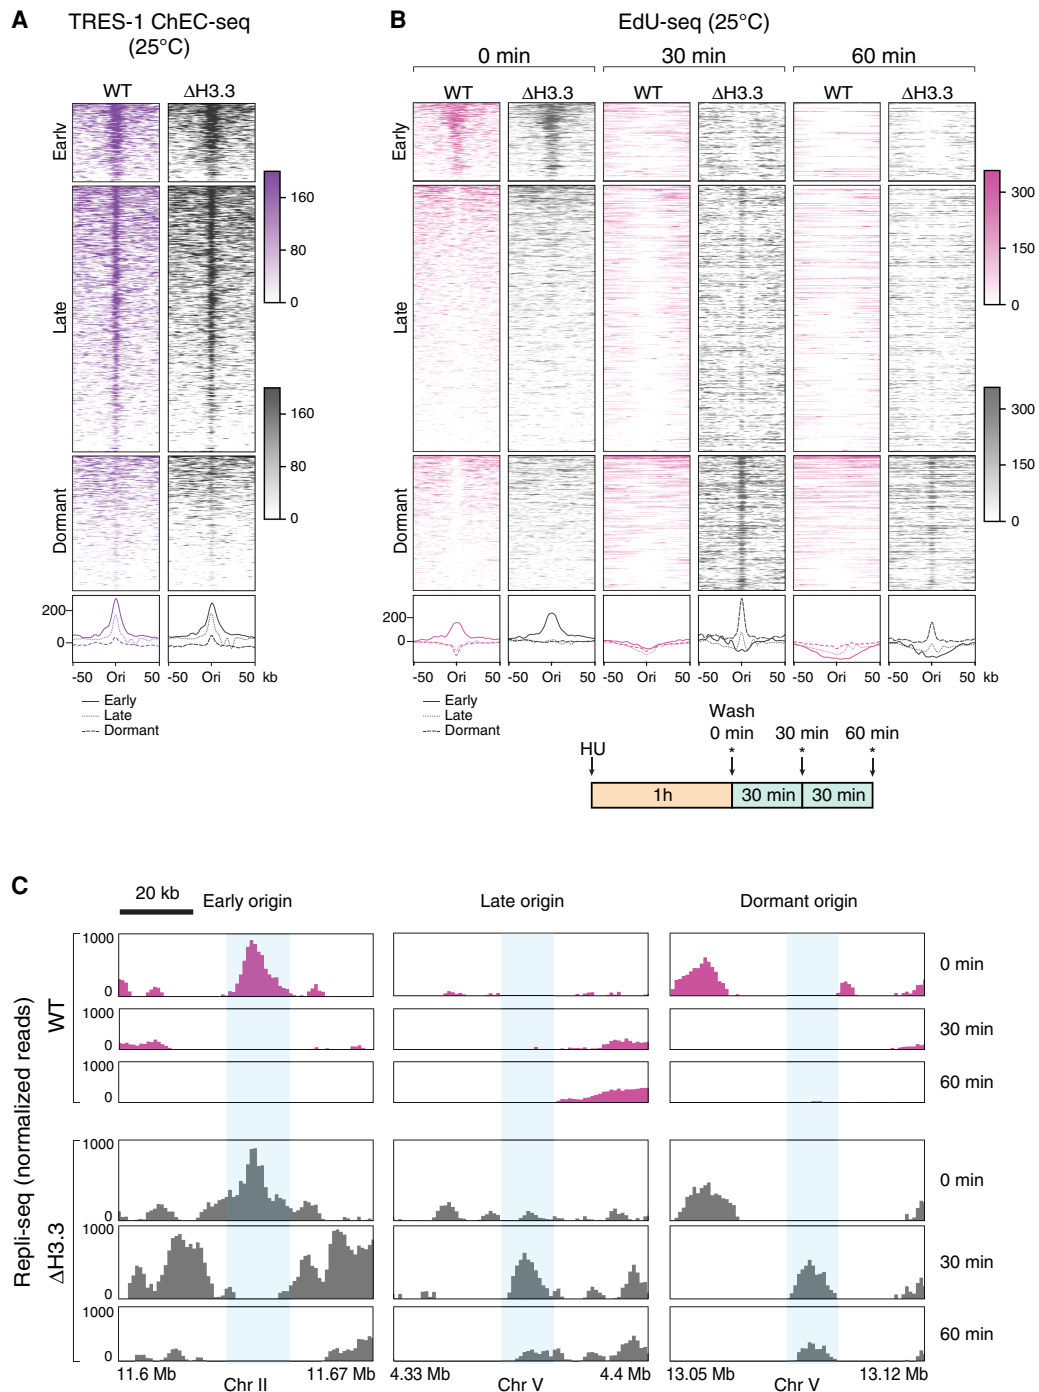 A
TRES-1 ChEC-seq
(25°C)
WT
ΔH3.3
Early
Late
Dormant
160
80
0
160
80
0
200
0
-50 Ori 50
-50 Ori 50 kb
Early
Late
Dormant
B
EdU-seq (25°C)
0 min
30 min
60 min
WT ΔH3.3 WT ΔH3.3 WT ΔH3.3
Early
Late
Dormant
300
150
0
300
150
0
200
0
-50 Ori 50
-50 Ori 50
-50 Ori 50
-50 Ori 50
-50 Ori 50
-50 Ori 50 kb
Early
Late
Dormant
Wash
HU
0 min 30 min 60 min
* * *
1h 30 min 30 min
C
20 kb
Early origin
Late origin
Dormant origin
Repli-seq (normalized reads)
WT
1000
0
0 min
1000
0
30 min
1000
0
60 min
ΔH3.3
1000
0
0 min
1000
0
30 min
1000
0
60 min
11.6 Mb 11.67 Mb
Chr II
4.33 Mb 4.4 Mb
Chr V
13.05 Mb 13.12 Mb
Chr V